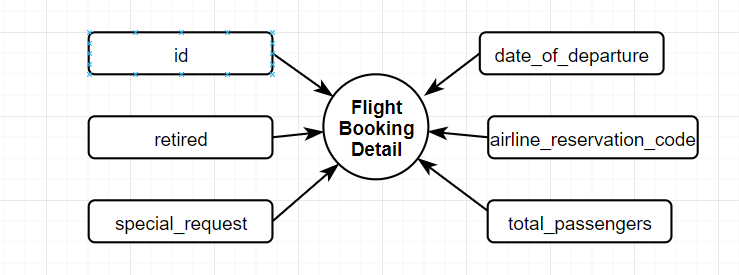 id
date_of_departure
Flight
Booking
Detail
retired
airline_reservation_code
special_request
total_passengers